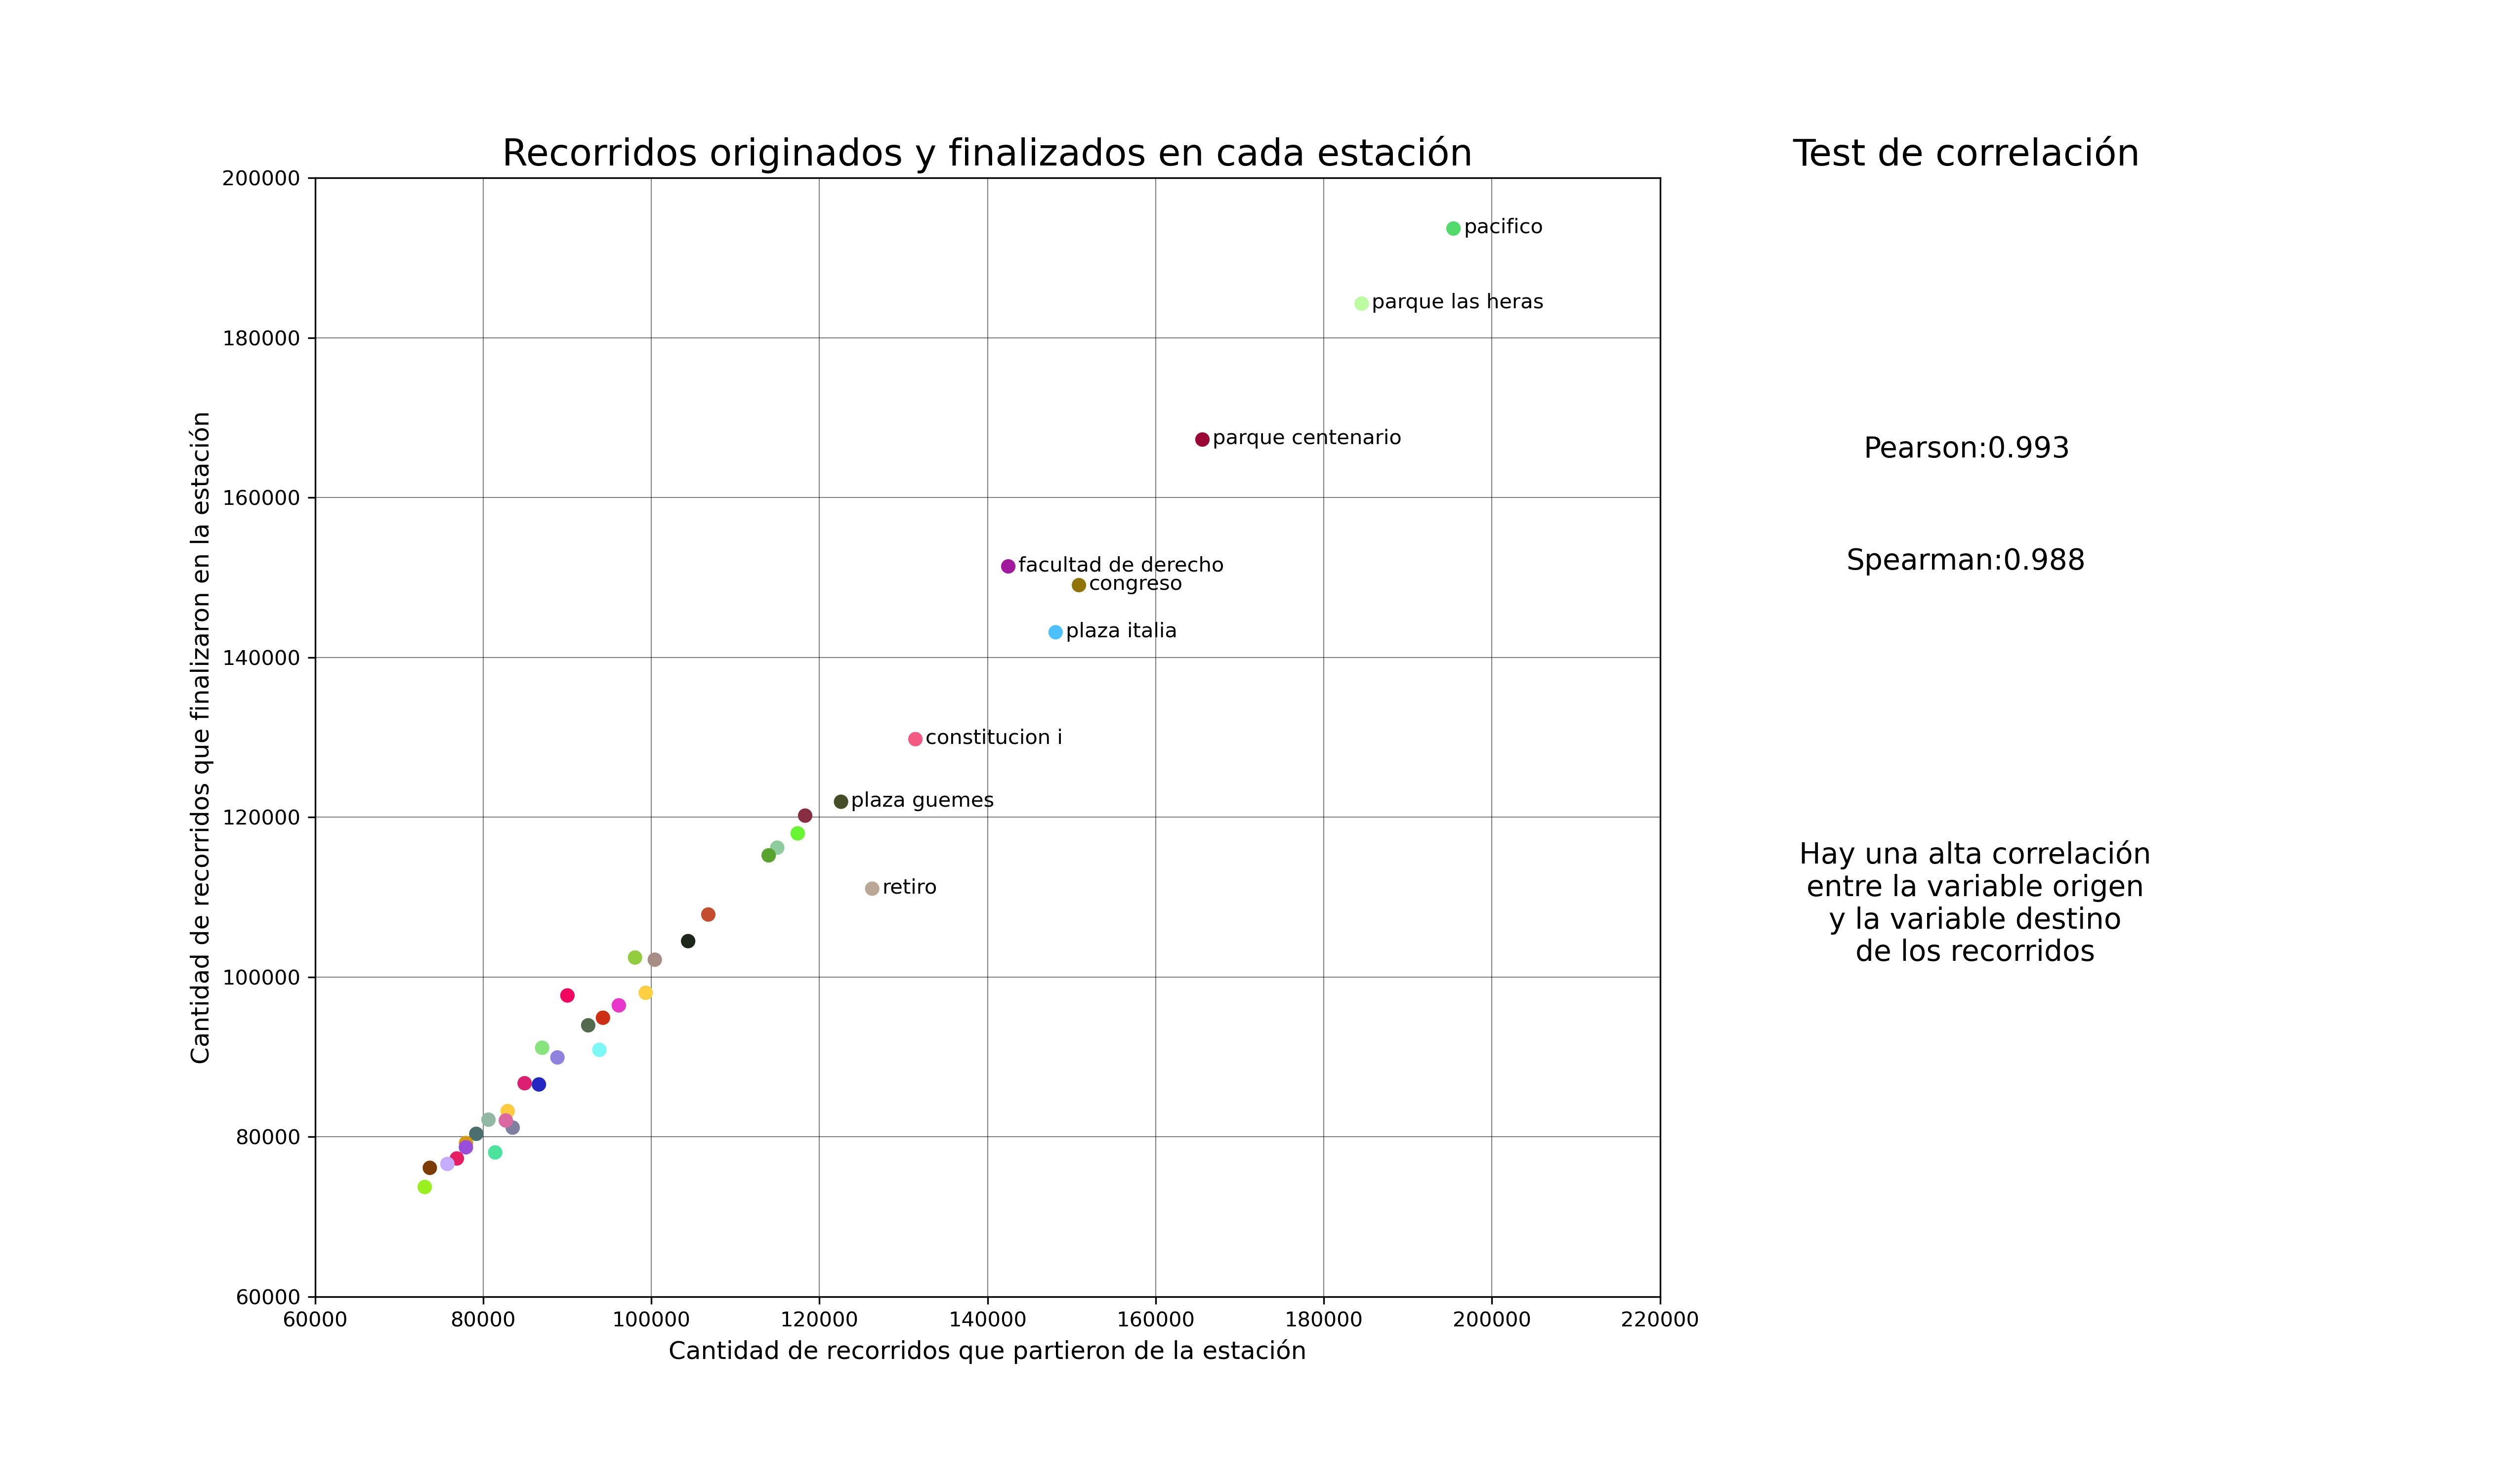 Recorridos originados y finalizados en cada estación
Test de correlación
200000
180000
160000
140000
120000
100000
80000
60000
Cantidad de recorridos que finalizaron en la estación
pacifico
parque las heras
parque centenario
facultad de derecho
congreso
plaza italia
constitucion i
plaza guemes
retiro
60000 80000 100000 120000 140000 160000 180000 200000 220000
Cantidad de recorridos que partieron de la estación
Pearson:0.993
Spearman:0.988
Hay una alta correlación
entre la variable origen
y la variable destino
de los recorridos